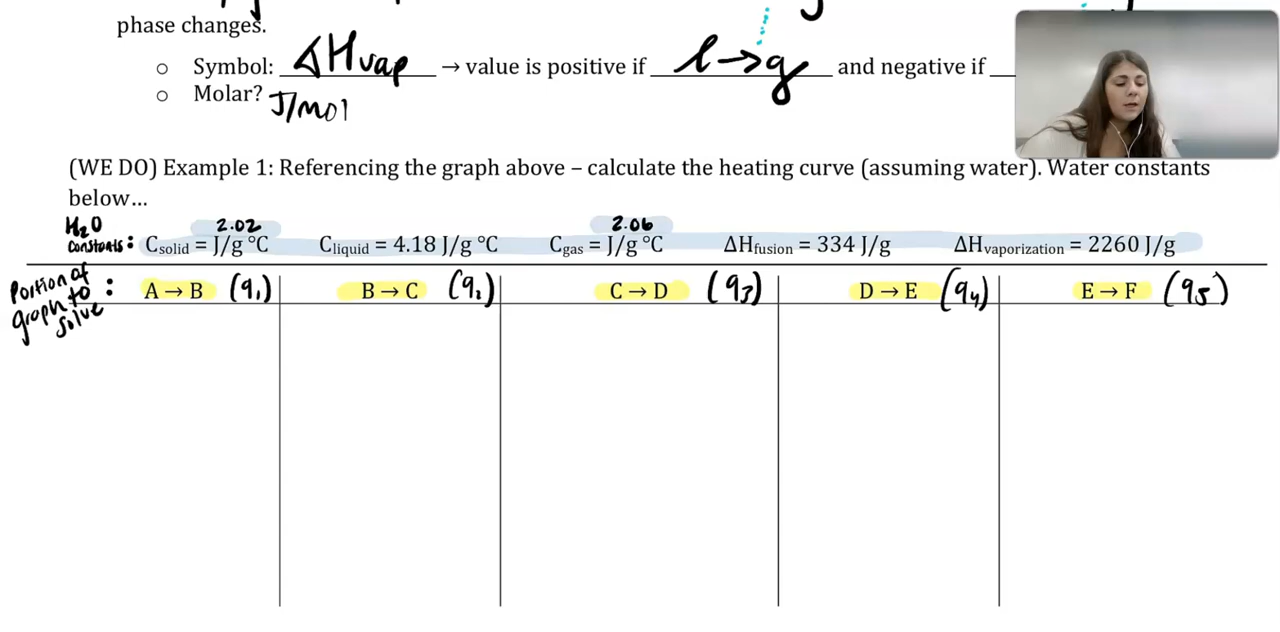 phase changes.
o Symbol: ΔHvap → value is positive if l → g and negative if
o Molar? J/mol
(WE DO) Example 1: Referencing the graph above – calculate the heating curve (assuming water). Water constants
below…
H₂O 2.02 2.06
constants: Csolid = J/g °C Cliquid = 4.18 J/g °C Cgas = J/g °C ΔHfusion = 334 J/g ΔHvaporization = 2260 J/g
Portion of
graph to : A → B (q₁) B → C (q₂) C → D (q₃) D → E (q₄) E → F (q₅)
solve